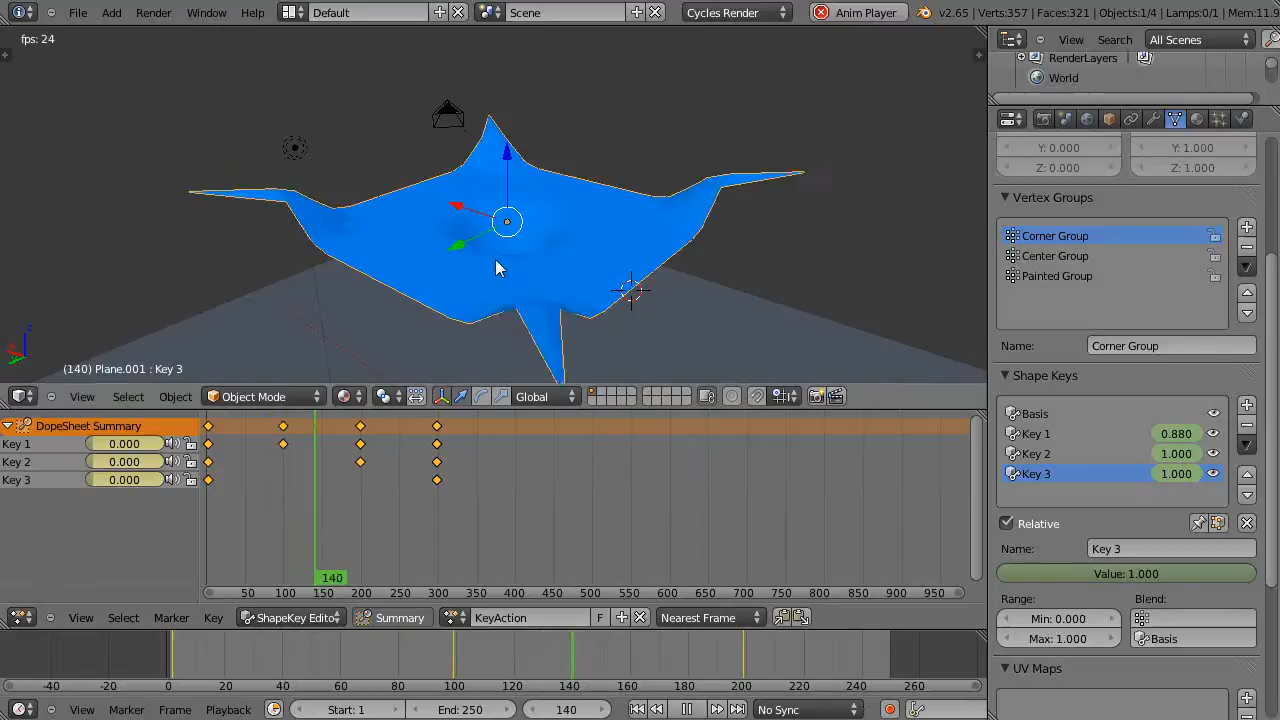 File Add Render Window Help Default Scene Cycles Render Anim Player v2.65 | Verts:357 | Faces:321 | Objects:1/4 | Lamps:0/1 | Mem:11.9
fps: 24
View Search All Scenes
RenderLayers
World
Y: 0.000 Y: 1.000
Z: 0.000 Z: 1.000
Vertex Groups
Corner Group
Center Group
Painted Group
Name: Corner Group
(140) Plane.001 : Key 3
Shape Keys
View Select Object Object Mode Global
Basis
DopeSheet Summary
Key 1 0.880
Key 1 0.000
Key 2 1.000
Key 2 0.000
Key 3 1.000
Key 3 0.000
Relative
Name: Key 3
Value: 1.000
140
50 100 150 200 250 300 350 400 450 500 550 600 650 700 750 800 850 900 950
Range: Blend:
View Select Marker Key ShapeKey Edito Summary KeyAction F Nearest Frame
Min: 0.000
Max: 1.000 Basis
UV Maps
-40 -20 0 20 40 60 80 100 120 140 160 180 200 220 240 260
View Marker Frame Playback Start: 1 End: 250 140 No Sync